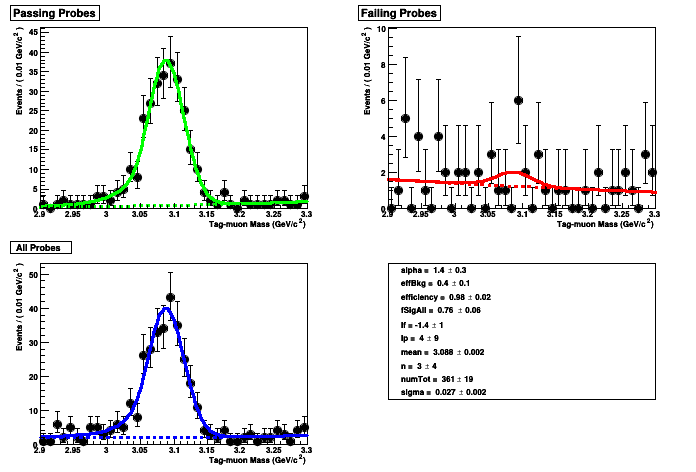 Passing Probes
Events / ( 0.01 GeV/c² )
45
40
35
30
25
20
15
10
5
0
2.9 2.95 3 3.05 3.1 3.15 3.2 3.25 3.3
Tag-muon Mass (GeV/c²)
Failing Probes
Events / ( 0.01 GeV/c² )
10
8
6
4
2
0
2.9 2.95 3 3.05 3.1 3.15 3.2 3.25 3.3
Tag-muon Mass (GeV/c²)
All Probes
Events / ( 0.01 GeV/c² )
50
40
30
20
10
0
2.9 2.95 3 3.05 3.1 3.15 3.2 3.25 3.3
Tag-muon Mass (GeV/c²)
alpha = 1.4 ± 0.3
effBkg = 0.4 ± 0.1
efficiency = 0.98 ± 0.02
fSigAll = 0.76 ± 0.06
lf = -1.4 ± 1
lp = 4 ± 9
mean = 3.088 ± 0.002
n = 3 ± 4
numTot = 361 ± 19
sigma = 0.027 ± 0.002